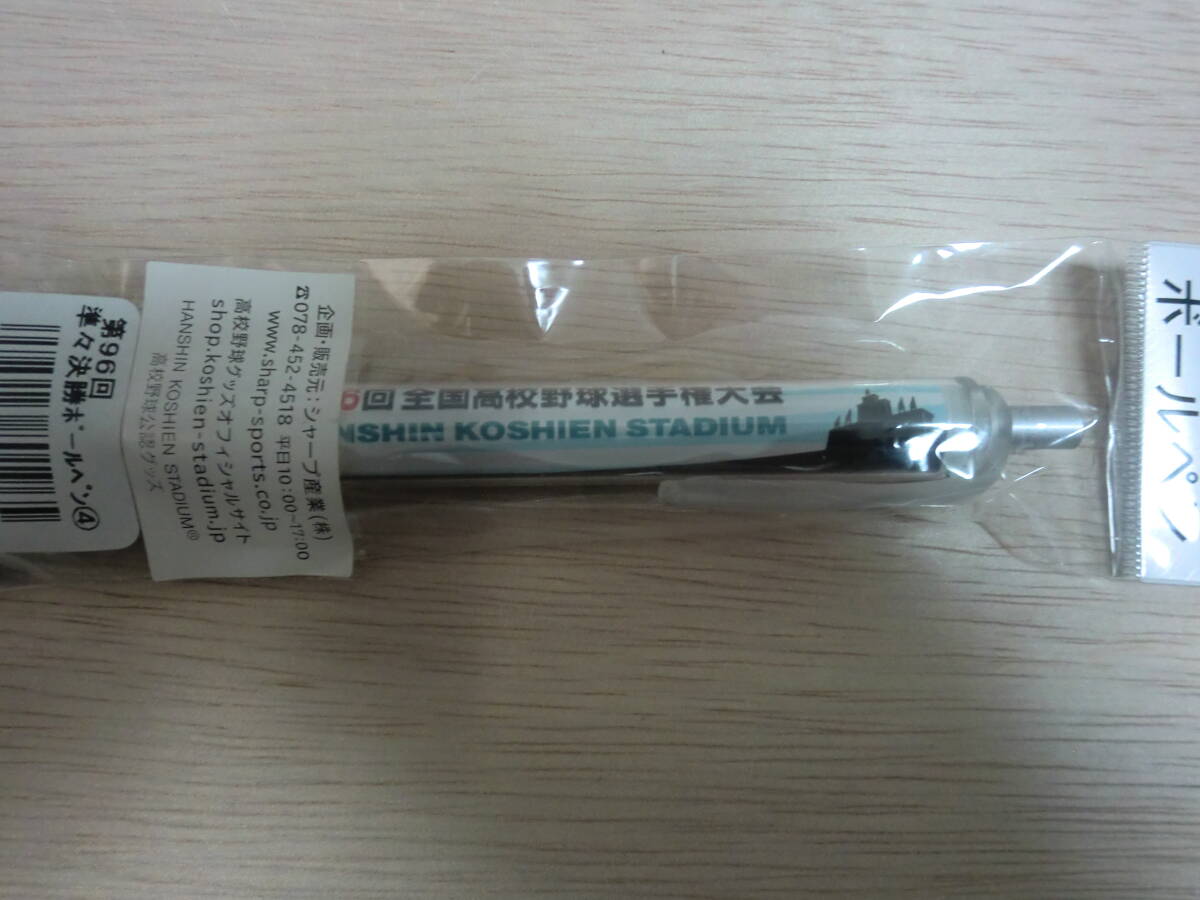 第96回
準々決勝ボールペン④
企画・販売元：シャープ産業(株)
☎078-452-4518 平日10:00~17:00
www.sharp-sports.co.jp
高校野球グッズオフィシャルサイト
shop.koshien-stadium.jp
HANSHIN KOSHIEN STADIUM®
高校野球公認グッズ
6回 全国高校野球選手権大会
NSHIN KOSHIEN STADIUM
ボールペン